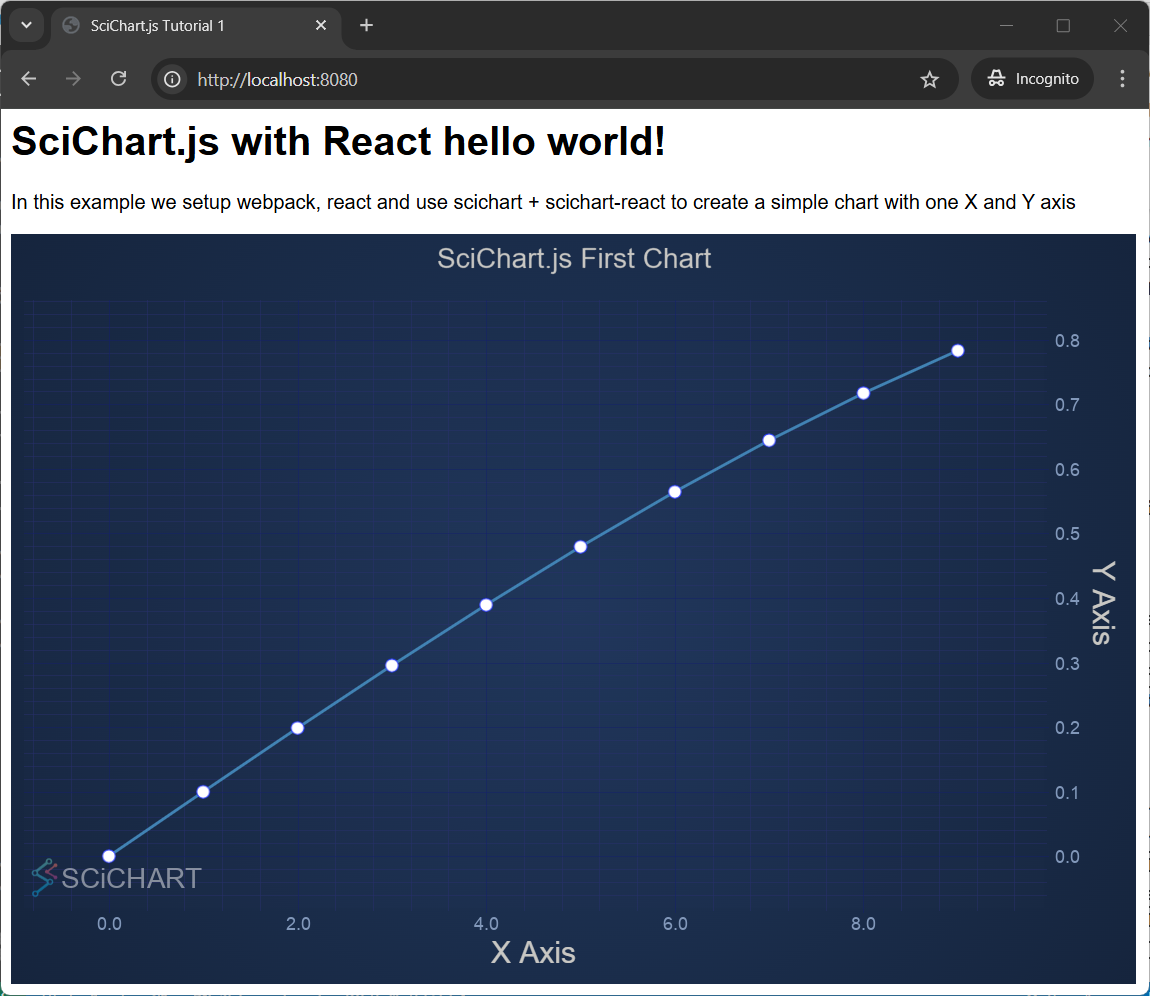 SciChart.js Tutorial 1
http://localhost:8080
Incognito
SciChart.js with React hello world!
In this example we setup webpack, react and use scichart + scichart-react to create a simple chart with one X and Y axis
SciChart.js First Chart
0.8
0.7
0.6
0.5
0.4
0.3
0.2
0.1
0.0
Y Axis
SCiCHART
0.0 2.0 4.0 6.0 8.0
X Axis